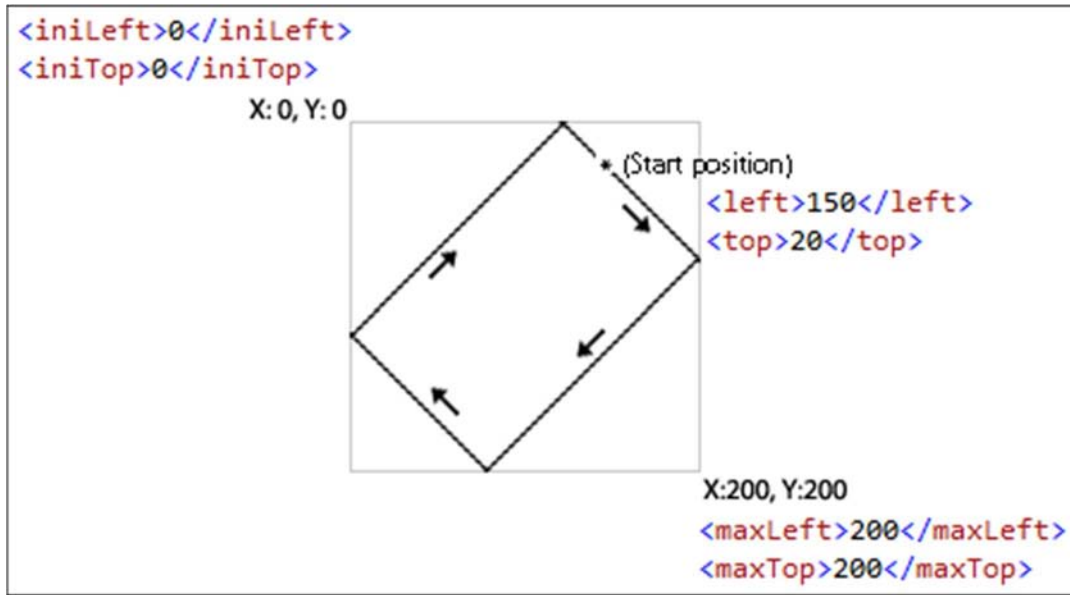 <iniLeft>0</iniLeft>
<iniTop>0</iniTop>
X: 0, Y: 0
* (Start position)
<left>150</left>
<top>20</top>
X:200, Y:200
<maxLeft>200</maxLeft>
<maxTop>200</maxTop>